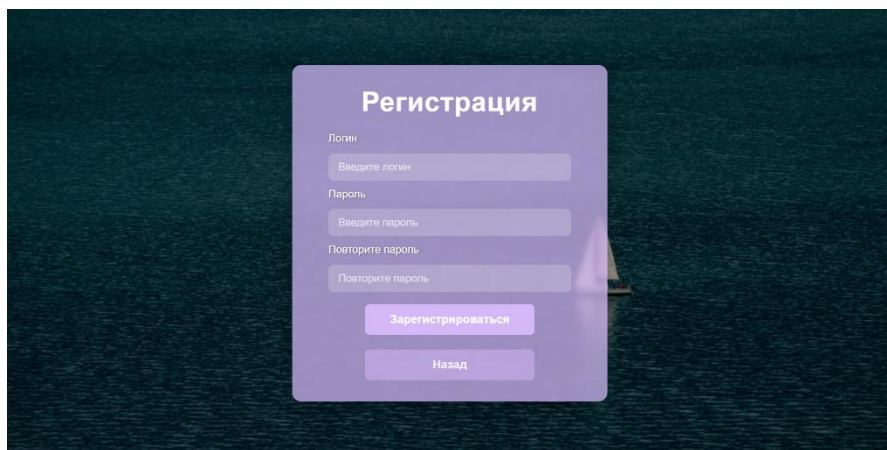 Регистрация
Логин
Введите логин
Пароль
Введите пароль
Повторите пароль
Повторите пароль
Зарегистрироваться
Назад